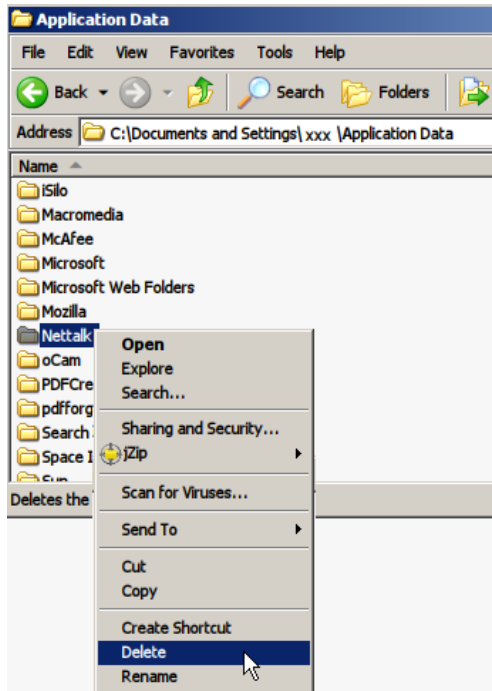 Application Data
File Edit View Favorites Tools Help
Back Search Folders
Address C:\Documents and Settings\ xxx \Application Data
Name
iSilo
Macromedia
McAfee
Microsoft
Microsoft Web Folders
Mozilla
Nettalk
oCam
PDFCre
pdfforg
Search
Space I
Sun
Deletes the
Open
Explore
Search...
Sharing and Security...
jZip
Scan for Viruses...
Send To
Cut
Copy
Create Shortcut
Delete
Rename